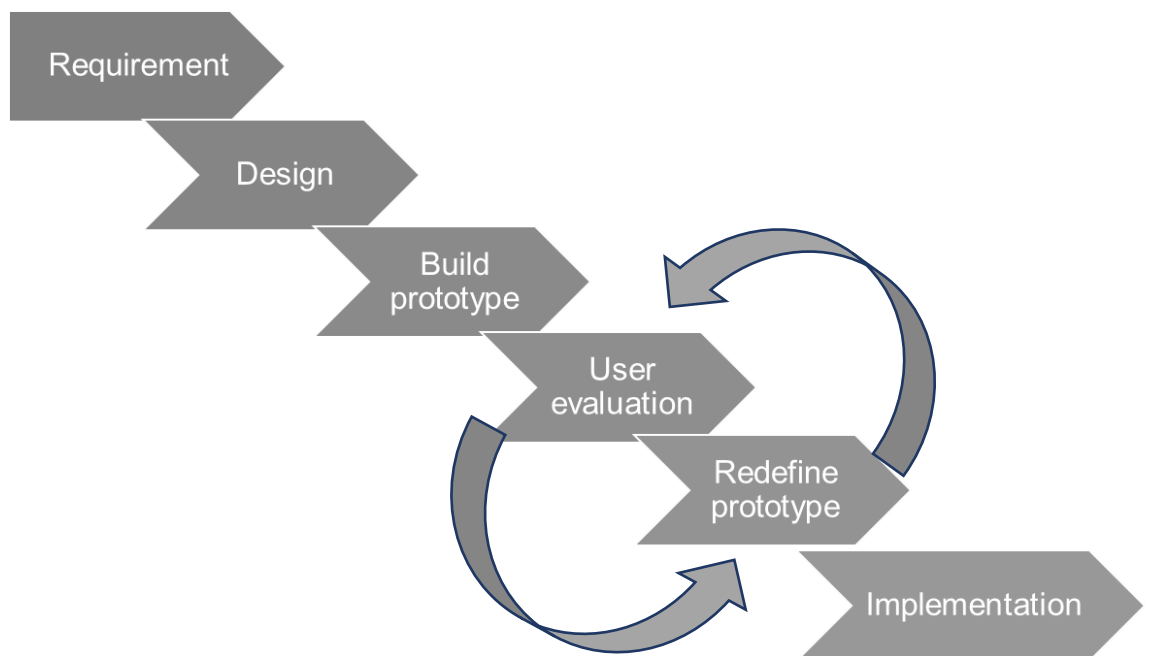 Requirement
Design
Build
prototype
User
evaluation
Redefine
prototype
Implementation